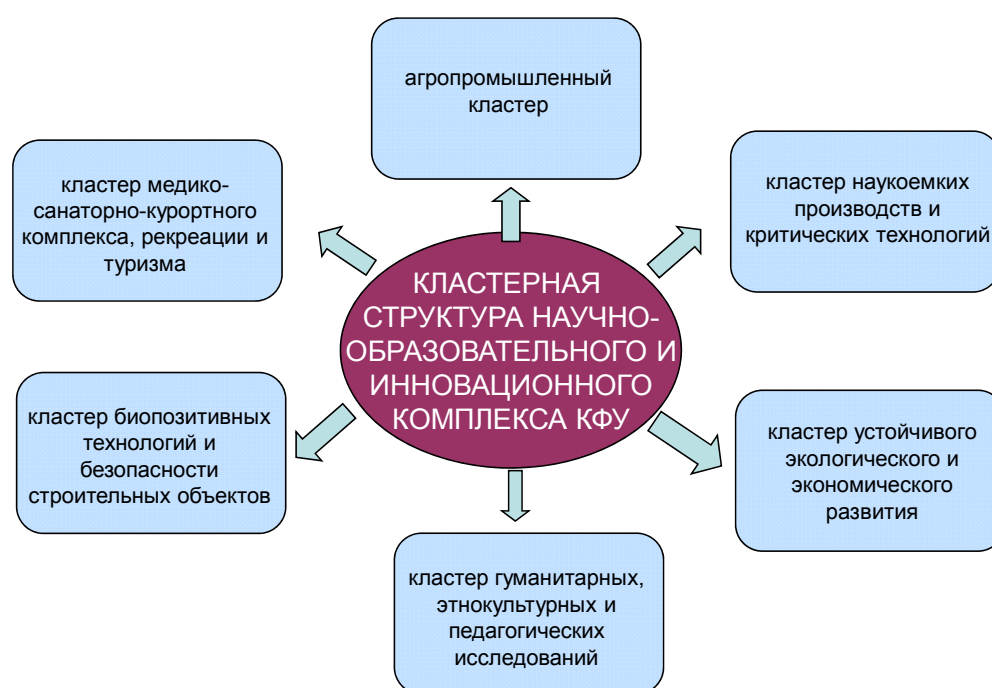 агропромышленный
кластер
кластер медико-
санаторно-курортного
комплекса, рекреации и
туризма
кластер наукоемких
производств и
критических технологий
КЛАСТЕРНАЯ
СТРУКТУРА НАУЧНО-
ОБРАЗОВАТЕЛЬНОГО И
ИННОВАЦИОННОГО
КОМПЛЕКСА КФУ
кластер биопозитивных
технологий и
безопасности
строительных объектов
кластер устойчивого
экологического и
экономического
развития
кластер гуманитарных,
этнокультурных и
педагогических
исследований